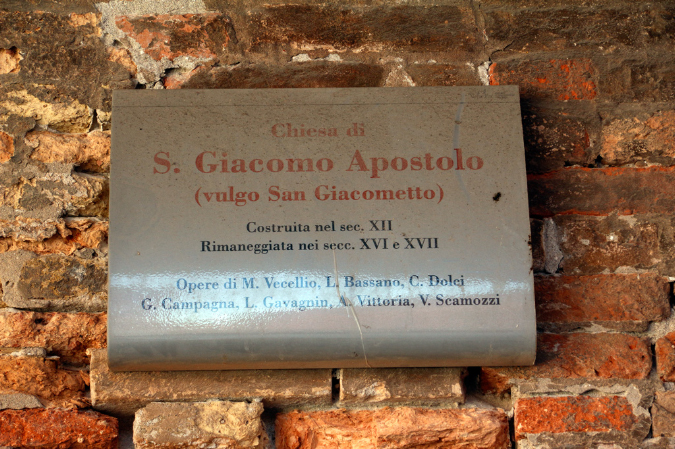 Chiesa di
S. Giacomo Apostolo
(vulgo San Giacometto)
Costruita nel sec. XII
Rimaneggiata nei secc. XVI e XVII
Opere di M. Vecellio, L. Bassano, C. Dolci
G. Campagna, L. Gavagnin, A. Vittoria, V. Scamozzi